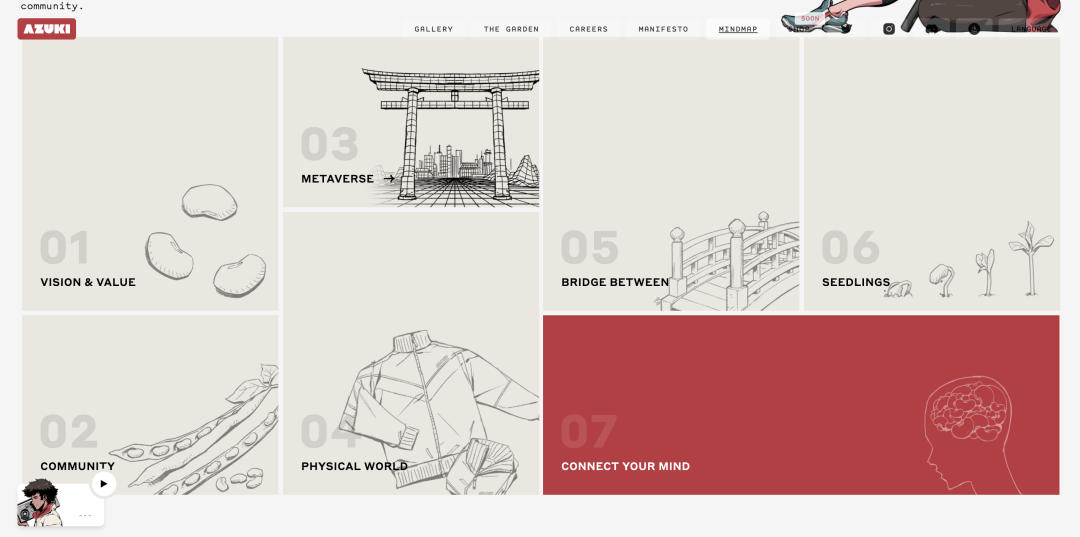 community.
AZUKI
GALLERY
THE GARDEN
CAREERS
MANIFESTO
MINDMAP
SHOP
SOON
LANGUAGE
01
VISION & VALUE
03
METAVERSE
05
BRIDGE BETWEEN
06
SEEDLINGS
02
COMMUNITY
04
PHYSICAL WORLD
07
CONNECT YOUR MIND